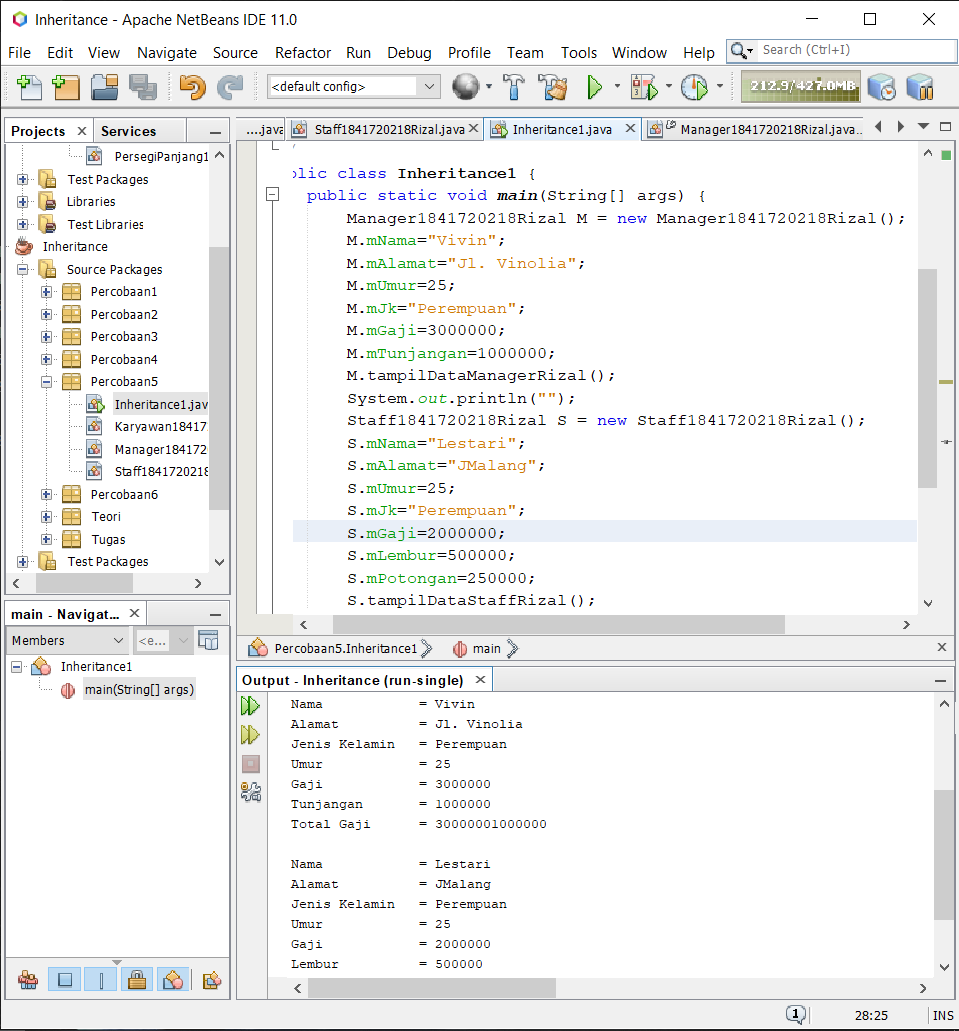 Inheritance - Apache NetBeans IDE 11.0
File Edit View Navigate Source Refactor Run Debug Profile Team Tools Window Help Search (Ctrl+I)
<default config> 212.9/427.0MB
Projects Services
PersegiPanjang1
Test Packages
Libraries
Test Libraries
Inheritance
Source Packages
Percobaan1
Percobaan2
Percobaan3
Percobaan4
Percobaan5
Inheritance1.jav
Karyawan18417
Manager184172
Staff184172021
Percobaan6
Teori
Tugas
Test Packages
main - Navigat...
Members <e...
Inheritance1
main(String[] args)
....java Staff1841720218Rizal.java Inheritance1.java Manager1841720218Rizal.java...
blic class Inheritance1 {
public static void main(String[] args) {
Manager1841720218Rizal M = new Manager1841720218Rizal();
M.mNama="Vivin";
M.mAlamat="Jl. Vinolia";
M.mUmur=25;
M.mJk="Perempuan";
M.mGaji=3000000;
M.mTunjangan=1000000;
M.tampilDataManagerRizal();
System.out.println("");
Staff1841720218Rizal S = new Staff1841720218Rizal();
S.mNama="Lestari";
S.mAlamat="JMalang";
S.mUmur=25;
S.mJk="Perempuan";
S.mGaji=2000000;
S.mLembur=500000;
S.mPotongan=250000;
S.tampilDataStaffRizal();
Percobaan5.Inheritance1 main
Output - Inheritance (run-single)
Nama = Vivin
Alamat = Jl. Vinolia
Jenis Kelamin = Perempuan
Umur = 25
Gaji = 3000000
Tunjangan = 1000000
Total Gaji = 30000001000000
Nama = Lestari
Alamat = JMalang
Jenis Kelamin = Perempuan
Umur = 25
Gaji = 2000000
Lembur = 500000
1 28:25 INS